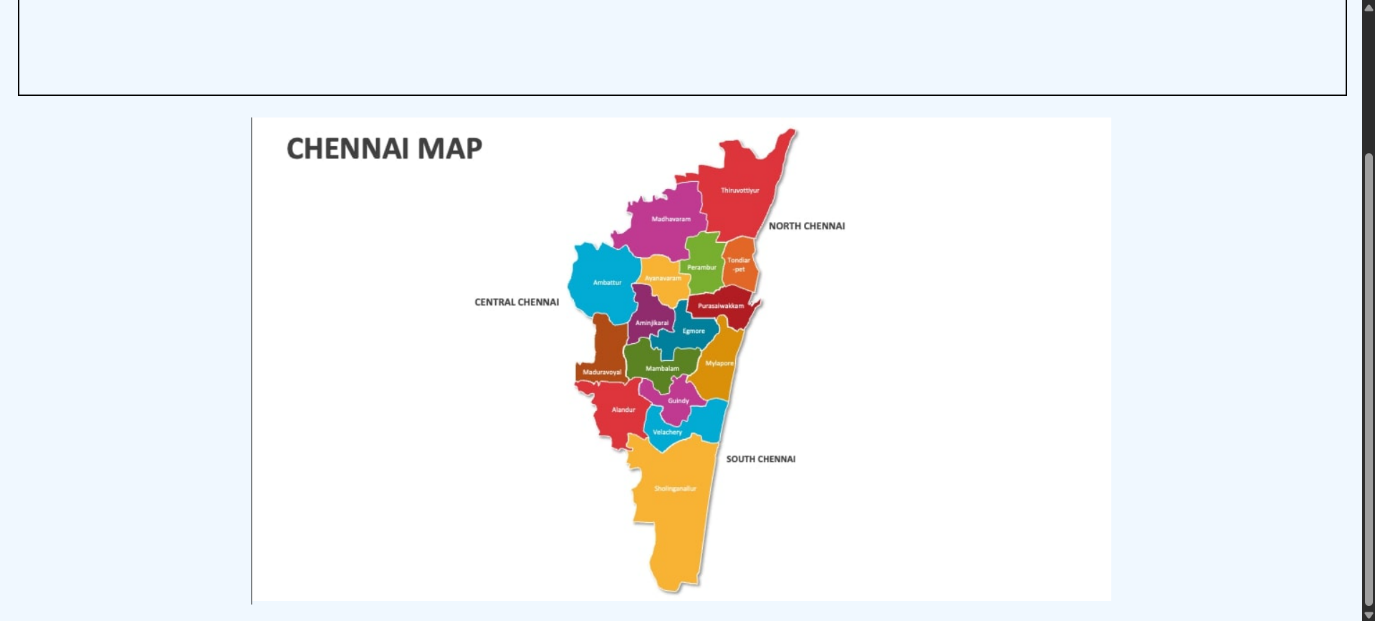 CHENNAI MAP
Thiruvottiyur
Madhavaram
NORTH CHENNAI
Tondiar
-pet
Perambur
Ayanavaram
Ambattur
CENTRAL CHENNAI
Purasaiwakkam
Aminjikarai
Egmore
Mylapore
Mambalam
Maduravoyal
Guindy
Alandur
Velachery
SOUTH CHENNAI
Sholinganallur